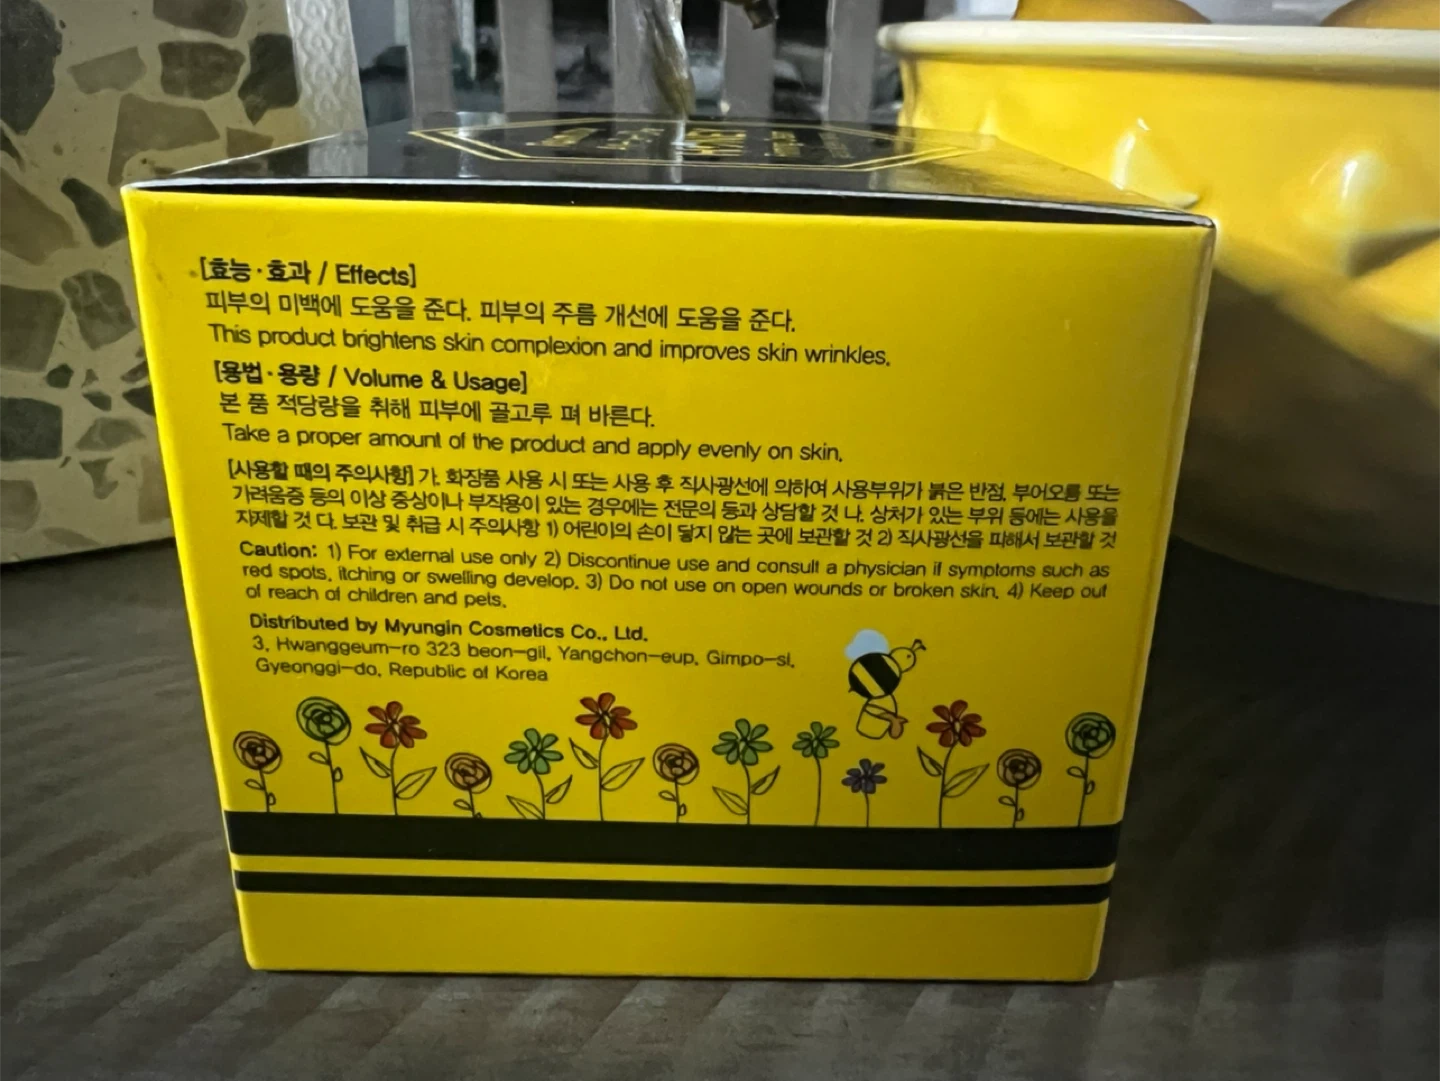 [효능·효과 / Effects]
피부의 미백에 도움을 준다. 피부의 주름 개선에 도움을 준다.
This product brightens skin complexion and improves skin wrinkles.
[용법·용량 / Volume & Usage]
본 품 적당량을 취해 피부에 골고루 펴 바른다.
Take a proper amount of the product and apply evenly on skin.
[사용할 때의 주의사항] 가. 화장품 사용 시 또는 사용 후 직사광선에 의하여 사용부위가 붉은 반점, 부어오름 또는
가려움증 등의 이상 증상이나 부작용이 있는 경우에는 전문의 등과 상담할 것 나. 상처가 있는 부위 등에는 사용을
자제할 것 다. 보관 및 취급 시 주의사항 1) 어린이의 손이 닿지 않는 곳에 보관할 것 2) 직사광선을 피해서 보관할 것
Caution: 1) For external use only 2) Discontinue use and consult a physician if symptoms such as
red spots, itching or swelling develop. 3) Do not use on open wounds or broken skin. 4) Keep out
of reach of children and pets.
Distributed by Myungin Cosmetics Co., Ltd.
3, Hwanggeum-ro 323 beon-gil, Yangchon-eup, Gimpo-si,
Gyeonggi-do, Republic of Korea